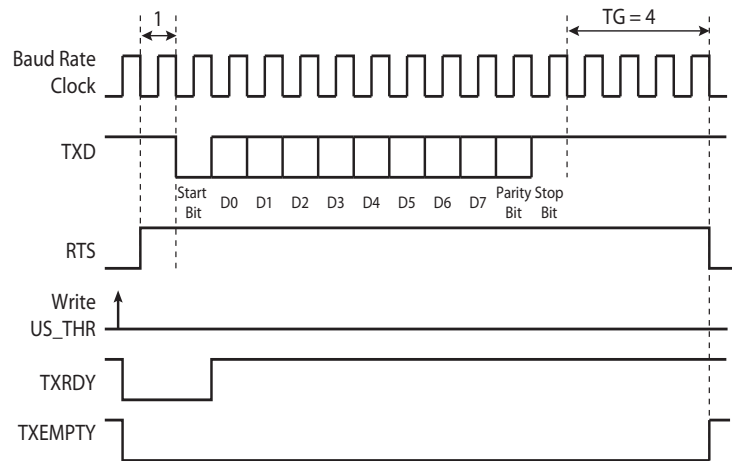 1
TG = 4
Baud Rate
Clock
TXD
Start
Bit
D0
D1
D2
D3
D4
D5
D6
D7
Parity
Bit
Stop
Bit
RTS
Write
US_THR
TXRDY
TXEMPTY